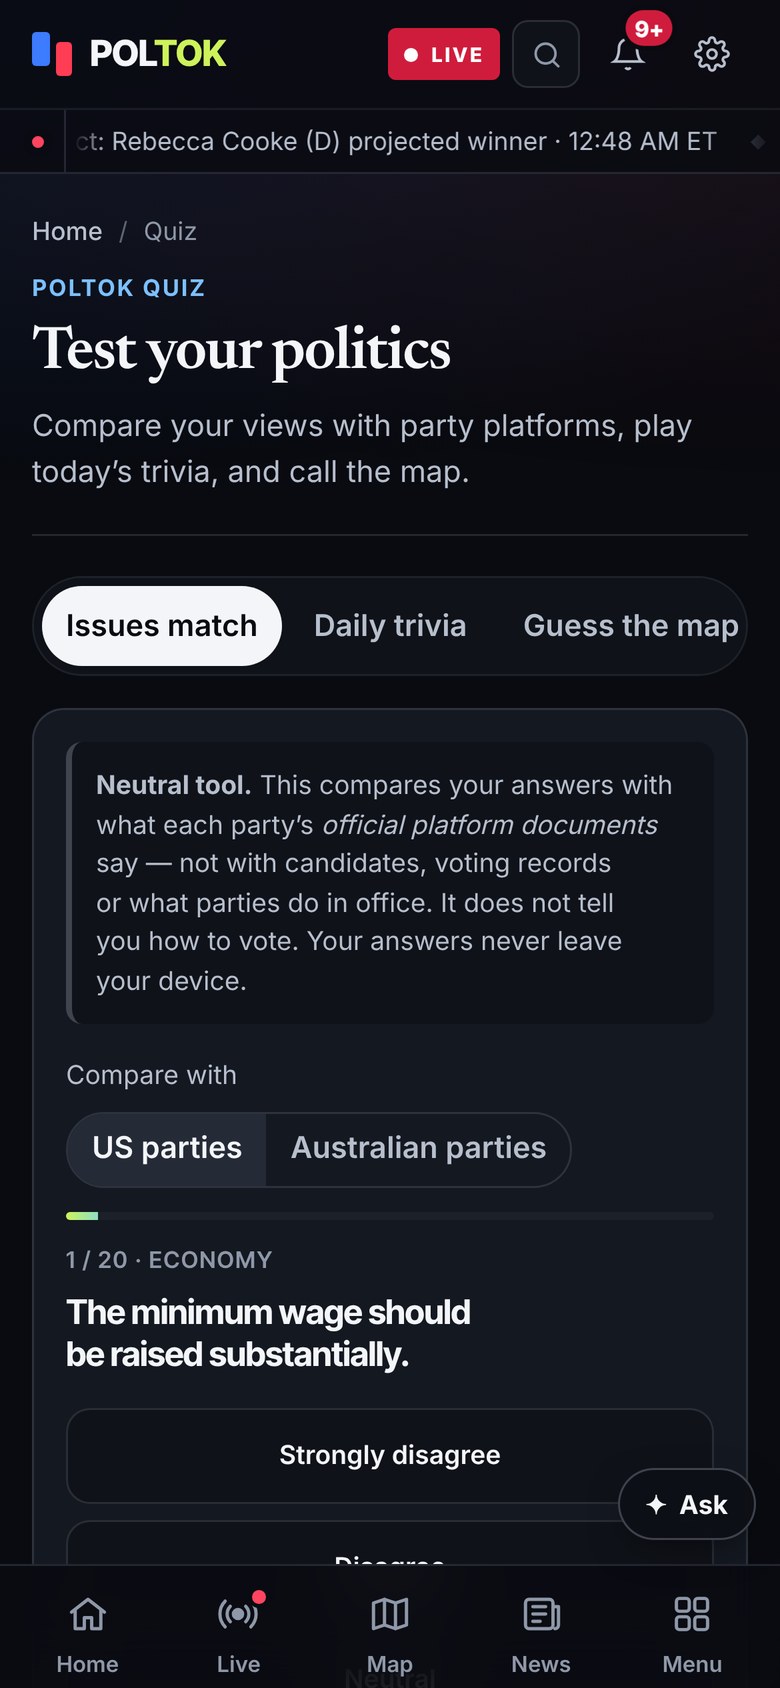 POLTOK
LIVE
9+
ct: Rebecca Cooke (D) projected winner · 12:48 AM ET
Home / Quiz
POLTOK QUIZ
Test your politics
Compare your views with party platforms, play
today’s trivia, and call the map.
Issues match
Daily trivia
Guess the map
Neutral tool. This compares your answers with
what each party’s official platform documents
say — not with candidates, voting records
or what parties do in office. It does not tell
you how to vote. Your answers never leave
your device.
Compare with
US parties
Australian parties
1 / 20 · ECONOMY
The minimum wage should
be raised substantially.
Strongly disagree
Ask
Disagree
Neutral
Home
Live
Map
News
Menu